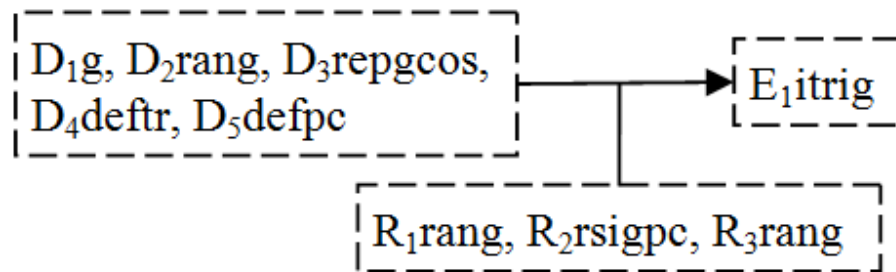 D₁g, D₂rang, D₃repgcos,
D₄deftr, D₅defpc
E₁itrig
R₁rang, R₂rsigpc, R₃rang